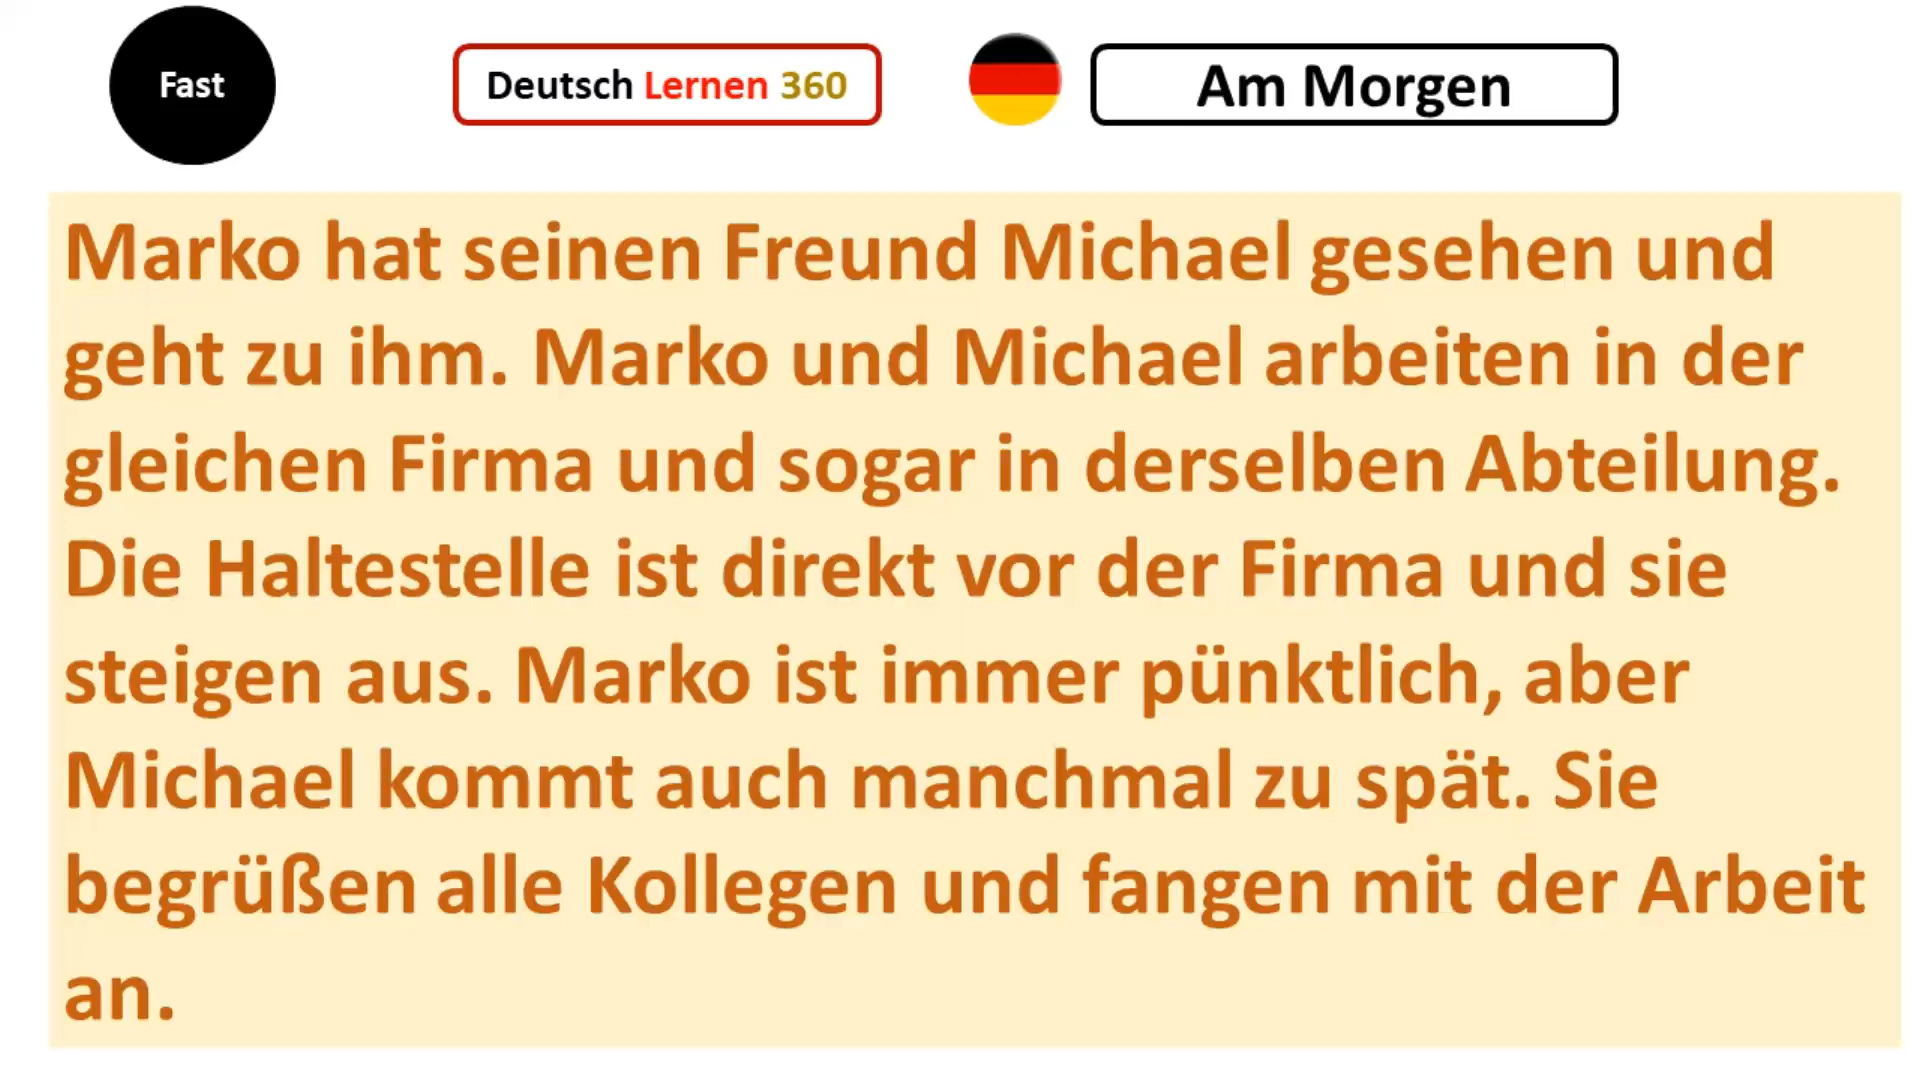 Fast
Deutsch Lernen 360
Am Morgen
Marko hat seinen Freund Michael gesehen und
geht zu ihm. Marko und Michael arbeiten in der
gleichen Firma und sogar in derselben Abteilung.
Die Haltestelle ist direkt vor der Firma und sie
steigen aus. Marko ist immer pünktlich, aber
Michael kommt auch manchmal zu spät. Sie
begrüßen alle Kollegen und fangen mit der Arbeit
an.